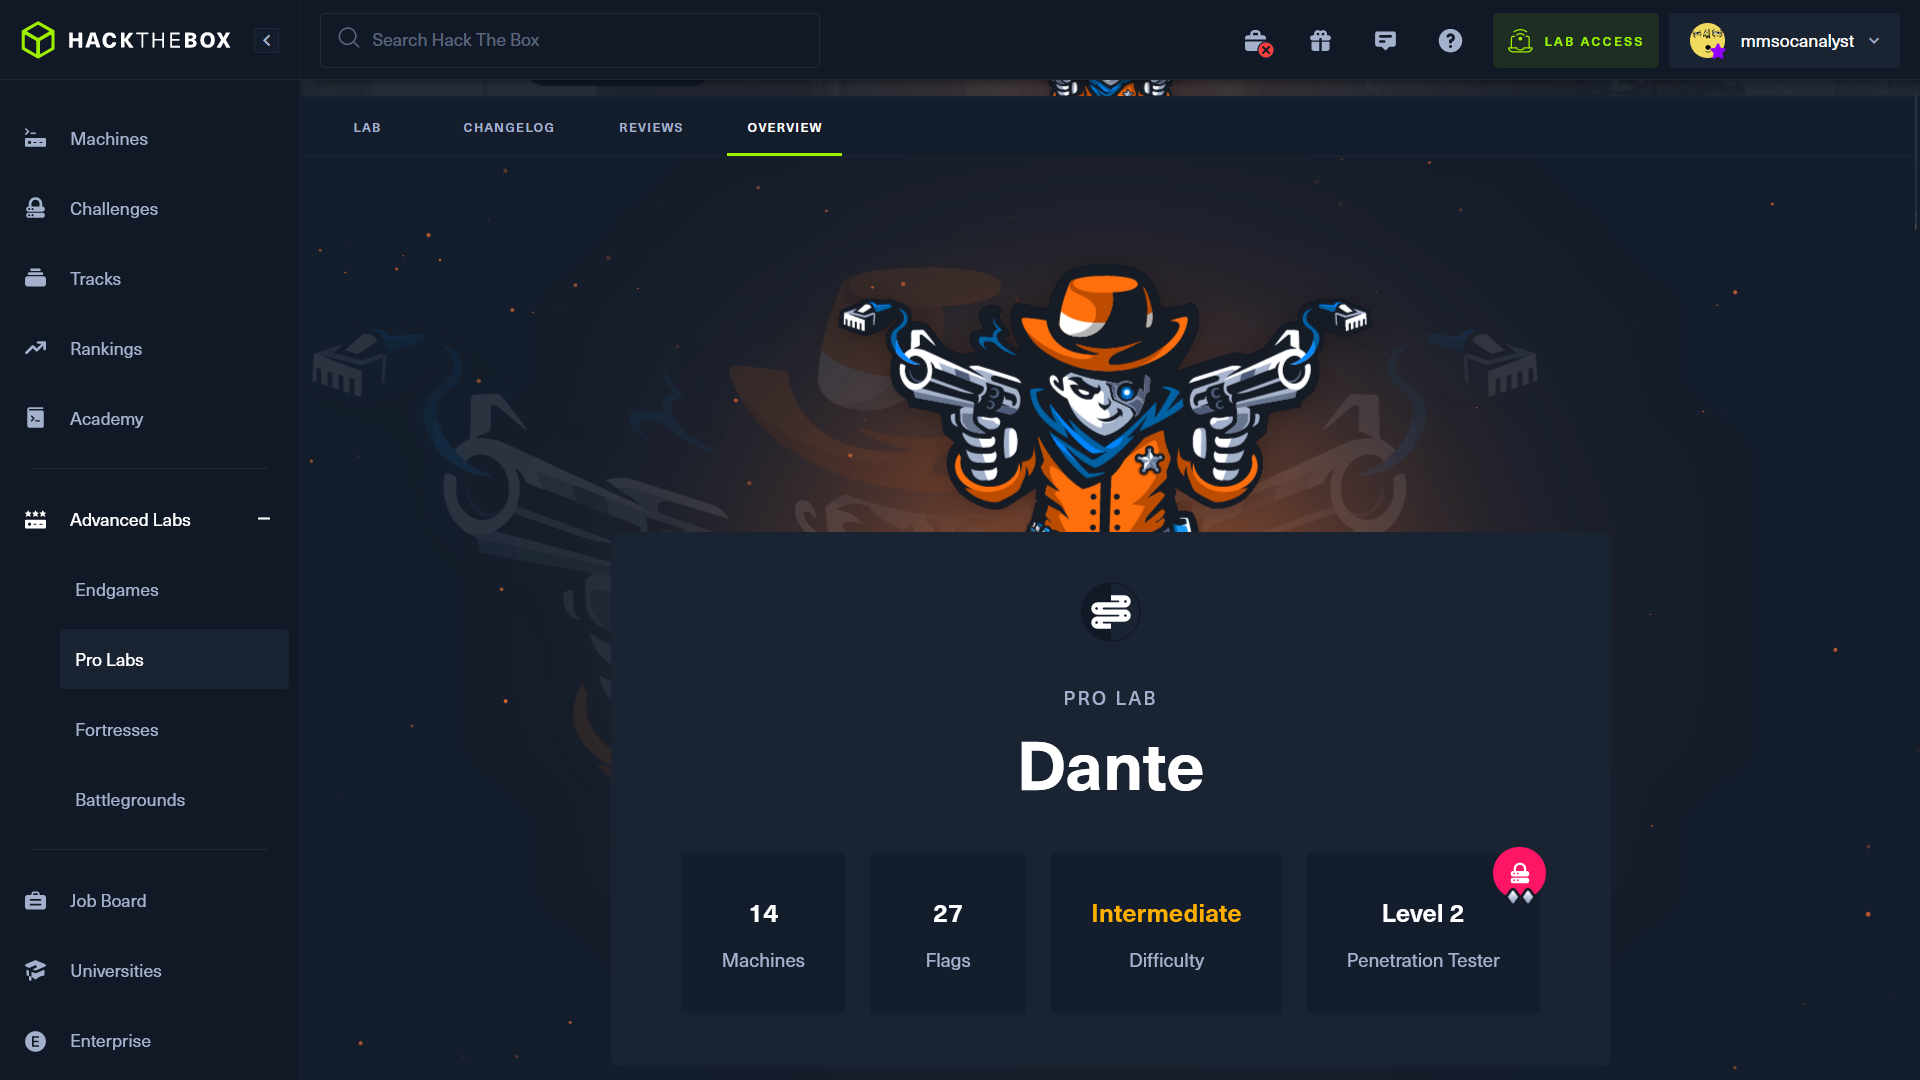 HACKTHEBOX
Search Hack The Box
LAB ACCESS
mmsocanalyst
Machines
Challenges
Tracks
Rankings
Academy
Advanced Labs
Endgames
Pro Labs
Fortresses
Battlegrounds
Job Board
Universities
E
Enterprise
LAB
CHANGELOG
REVIEWS
OVERVIEW
PRO LAB
Dante
14
Machines
27
Flags
Intermediate
Difficulty
Level 2
Penetration Tester